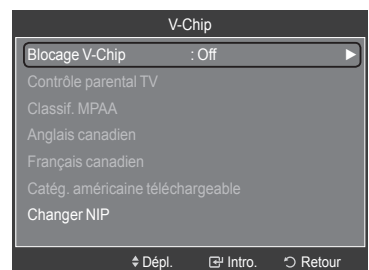 V-Chip
Blocage V-Chip : Off ►
Contrôle parental TV
Classif. MPAA
Anglais canadien
Français canadien
Catég. américaine téléchargeable
Changer NIP
Dépl. Intro. Retour